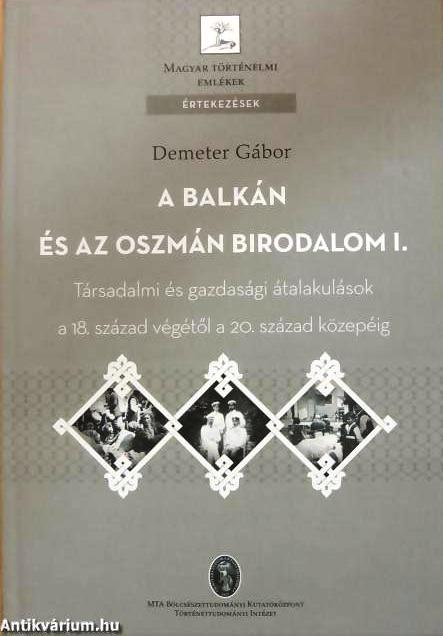 MAGYAR TÖRTÉNELMI
EMLÉKEK
ÉRTEKEZÉSEK
Demeter Gábor
A BALKÁN
ÉS AZ OSZMÁN BIRODALOM I.
Társadalmi és gazdasági átalakulások
a 18. század végétől a 20. század közepéig
MTA BÖLCSÉSZETTUDOMÁNYI KUTATÓKÖZPONT
TÖRTÉNETTUDOMÁNYI INTÉZET
Antikvárium.hu